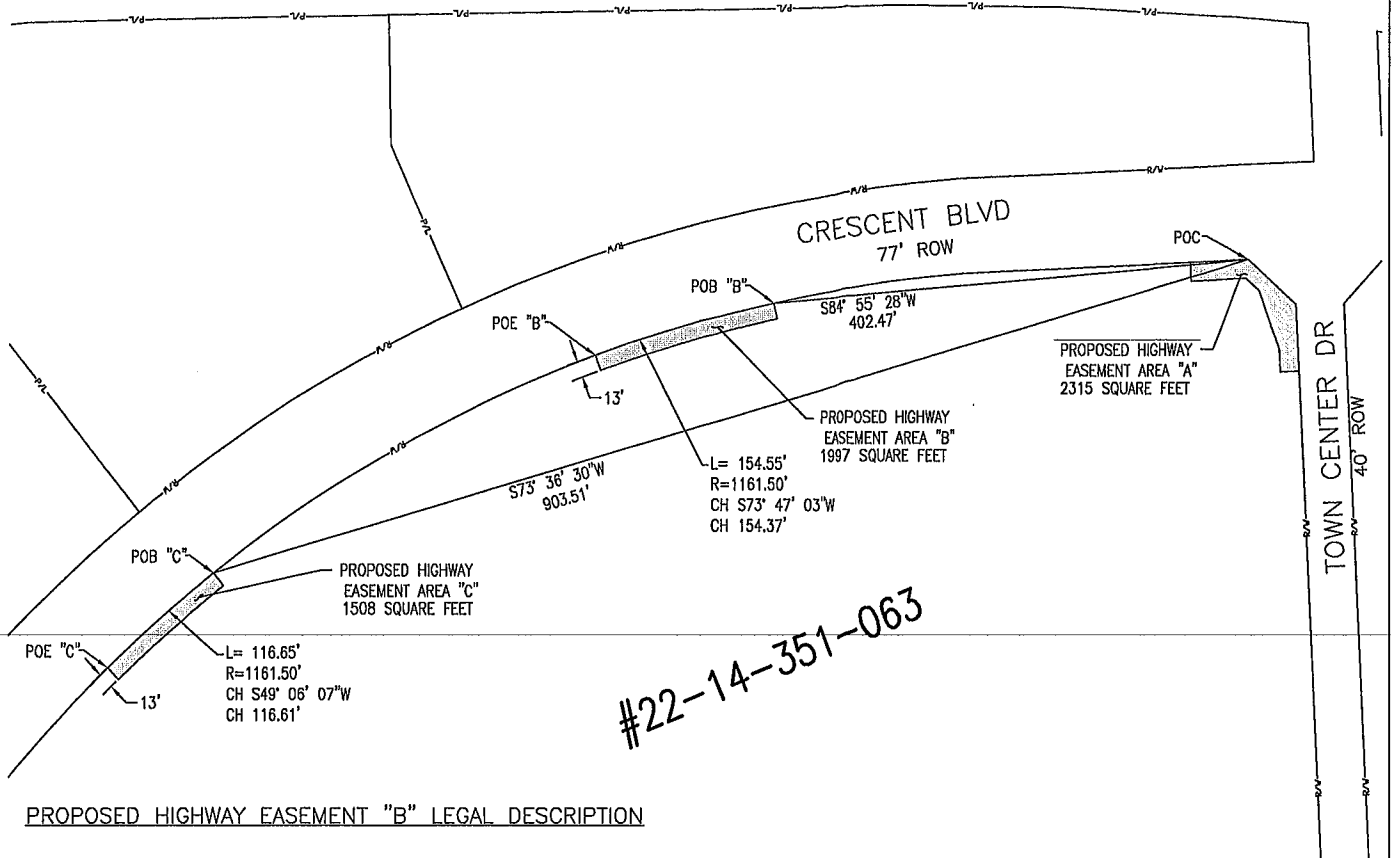 P/L P/L P/L P/L P/L P/L P/L
P/L
P/L
R/W R/W R/W R/W R/W
CRESCENT BLVD
77' ROW
POC
POB "B"
S84° 55' 28"W
402.47'
POE "B"
13'
PROPOSED HIGHWAY
EASEMENT AREA "A"
2315 SQUARE FEET
PROPOSED HIGHWAY
EASEMENT AREA "B"
1997 SQUARE FEET
L= 154.55'
R=1161.50'
CH S73° 47' 03"W
CH 154.37'
TOWN CENTER DR
40' ROW
R/W
R/W
R/W
R/W
R/W
S73° 36' 30"W
903.51'
POB "C"
PROPOSED HIGHWAY
EASEMENT AREA "C"
1508 SQUARE FEET
POE "C"
13'
L= 116.65'
R=1161.50'
CH S49° 06' 07"W
CH 116.61'
#22-14-351-063
PROPOSED HIGHWAY EASEMENT "B" LEGAL DESCRIPTION